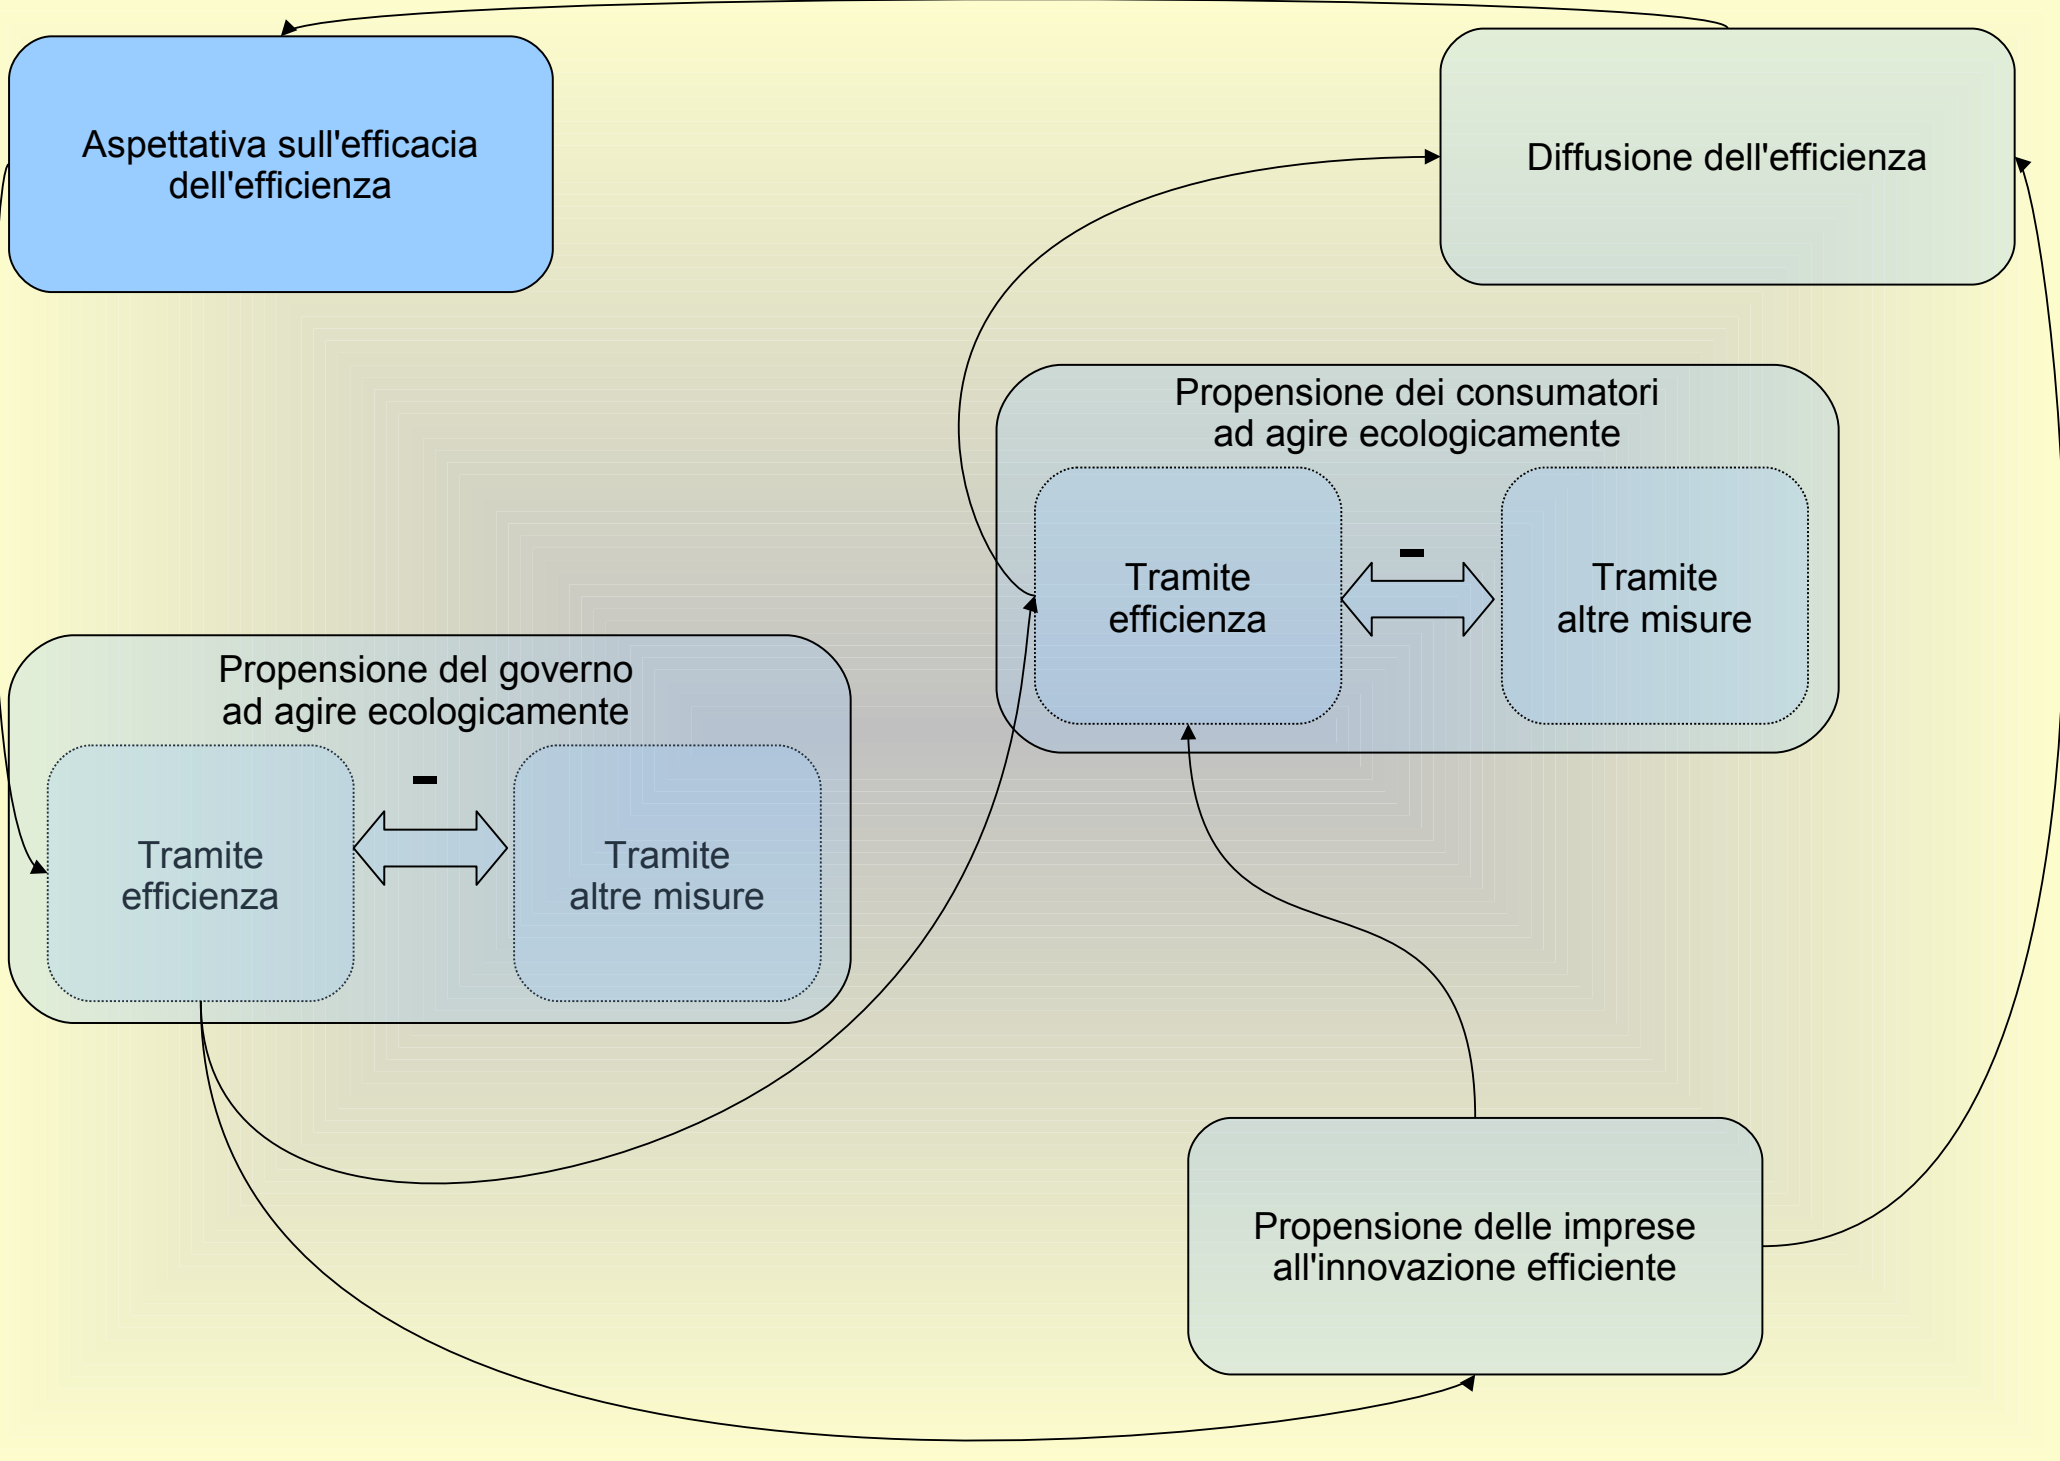 Aspettativa sull'efficacia
dell'efficienza
Diffusione dell'efficienza
Propensione dei consumatori
ad agire ecologicamente
Tramite
efficienza
-
Tramite
altre misure
Propensione del governo
ad agire ecologicamente
Tramite
efficienza
-
Tramite
altre misure
Propensione delle imprese
all'innovazione efficiente